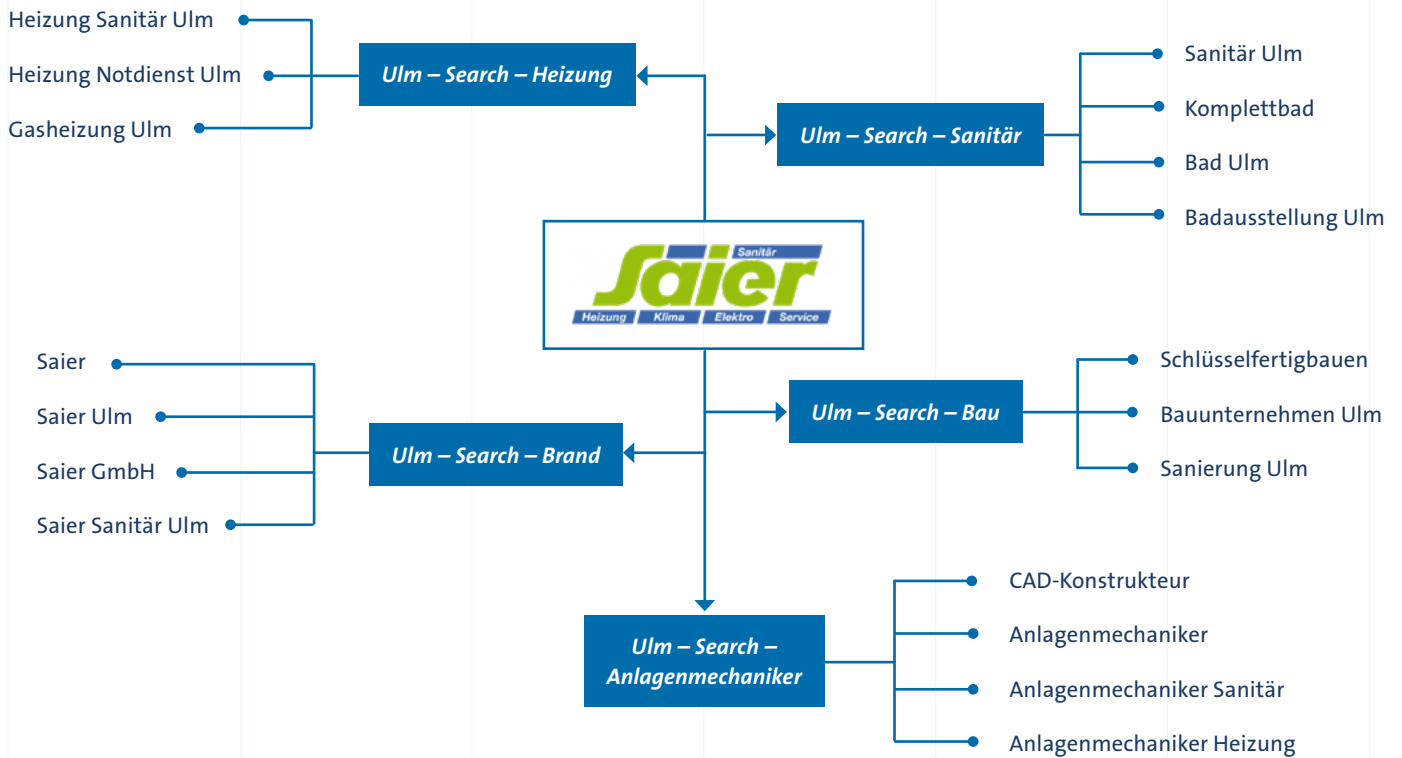 Heizung Sanitär Ulm
Heizung Notdienst Ulm
Gasheizung Ulm
Ulm – Search – Heizung
Ulm – Search – Sanitär
Sanitär Ulm
Komplettbad
Bad Ulm
Badausstellung Ulm
Sanitär
Saier
Heizung Klima Elektro Service
Saier
Saier Ulm
Saier GmbH
Saier Sanitär Ulm
Ulm – Search – Brand
Ulm – Search – Bau
Schlüsselfertigbauen
Bauunternehmen Ulm
Sanierung Ulm
Ulm – Search –
Anlagenmechaniker
CAD-Konstrukteur
Anlagenmechaniker
Anlagenmechaniker Sanitär
Anlagenmechaniker Heizung